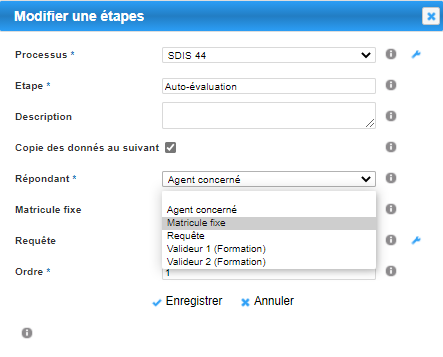 Modifier une étapes
Processus * SDIS 44
Etape * Auto-évaluation
Description
Copie des donnés au suivant
Répondant * Agent concerné
Agent concerné
Matricule fixe Matricule fixe
Requête Requête
Valideur 1 (Formation)
Valideur 2 (Formation)
Ordre * 1
Enregistrer Annuler